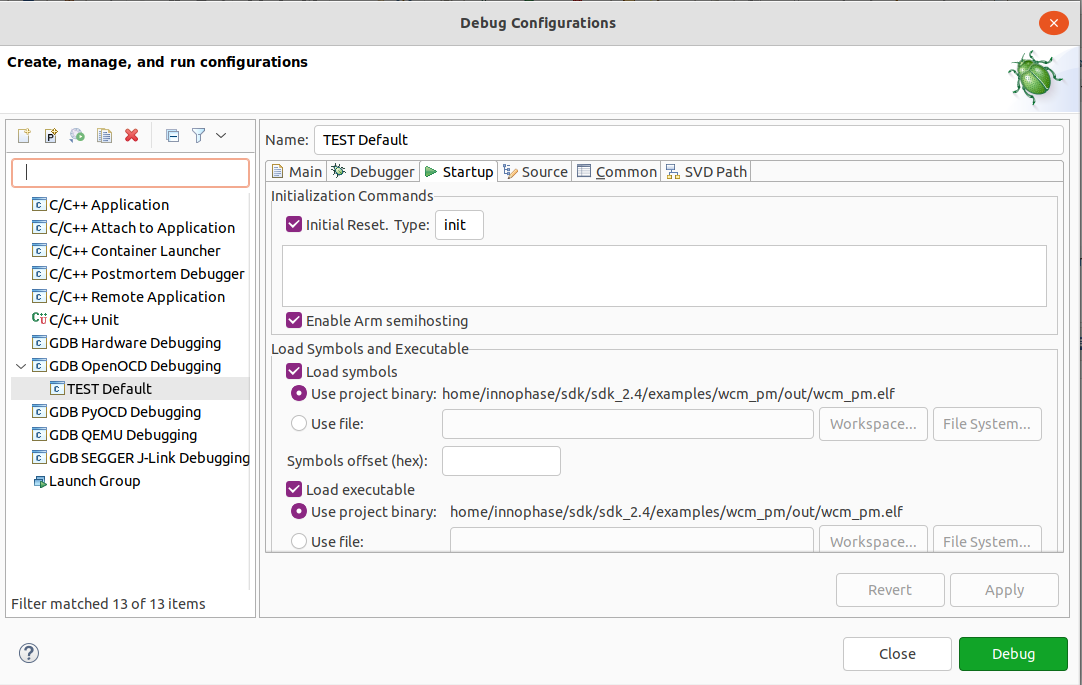 Debug Configurations
Create, manage, and run configurations
C/C++ Application
C/C++ Attach to Application
C/C++ Container Launcher
C/C++ Postmortem Debugger
C/C++ Remote Application
C/C++ Unit
GDB Hardware Debugging
GDB OpenOCD Debugging
TEST Default
GDB PyOCD Debugging
GDB QEMU Debugging
GDB SEGGER J-Link Debugging
Launch Group
Filter matched 13 of 13 items
Name: TEST Default
Main Debugger Startup Source Common SVD Path
Initialization Commands
Initial Reset. Type: init
Enable Arm semihosting
Load Symbols and Executable
Load symbols
Use project binary: home/innophase/sdk/sdk_2.4/examples/wcm_pm/out/wcm_pm.elf
Use file: Workspace... File System...
Symbols offset (hex):
Load executable
Use project binary: home/innophase/sdk/sdk_2.4/examples/wcm_pm/out/wcm_pm.elf
Use file: Workspace... File System...
Revert Apply
? Close Debug